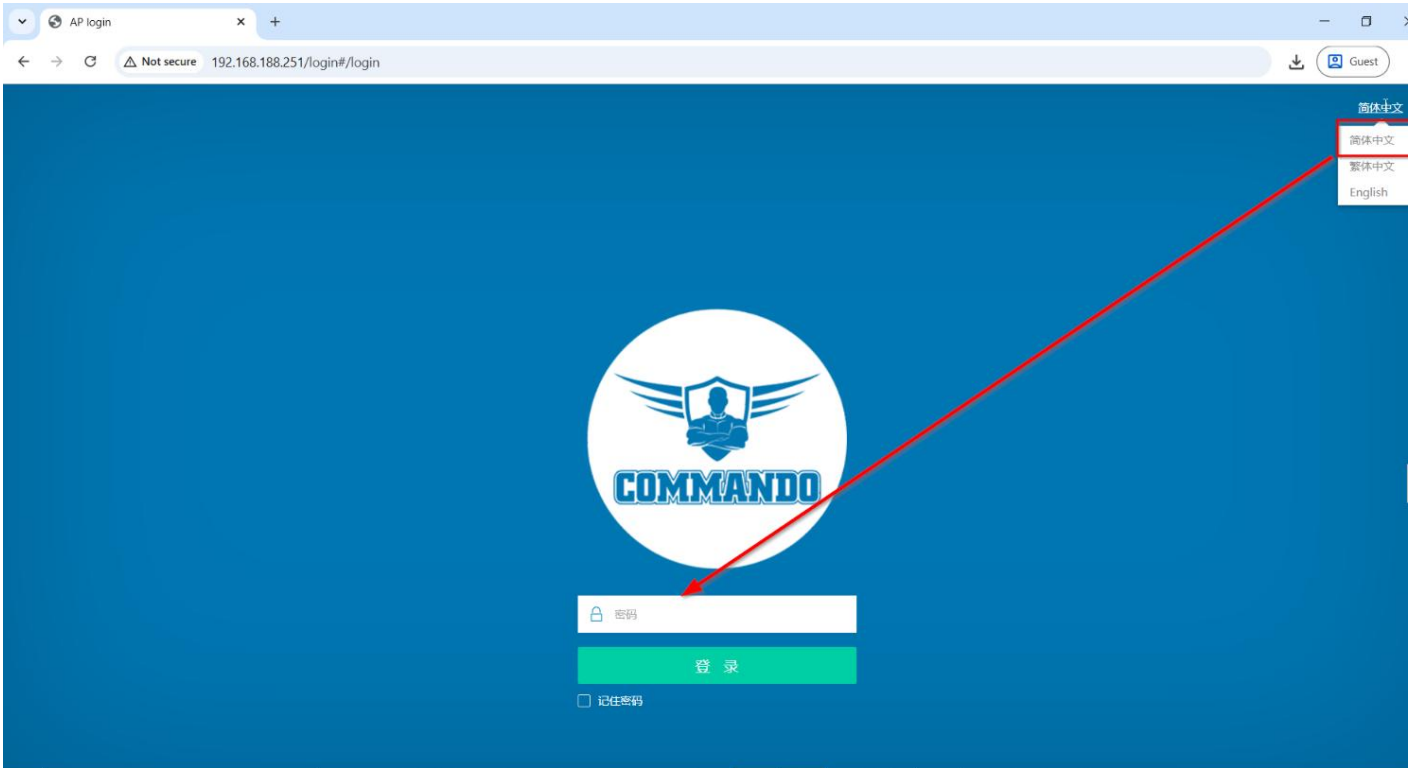 AP login
Not secure
192.168.188.251/login#/login
Guest
简体中文
简体中文
繁体中文
English
COMMANDO
密码
登 录
记住密码